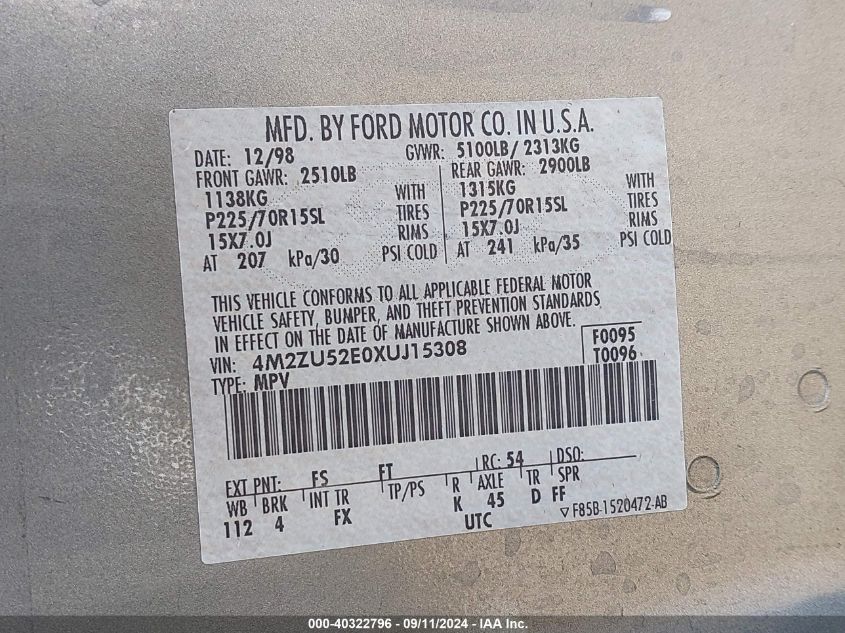 MFD. BY FORD MOTOR CO. IN U.S.A.
DATE: 12/98 GVWR: 5100LB/ 2313KG
FRONT GAWR: 2510LB REAR GAWR: 2900LB
1138KG WITH 1315KG WITH
P225/70R15SL TIRES P225/70R15SL TIRES
15X7.0J RIMS 15X7.0J RIMS
AT 207 kPa/30 PSI COLD AT 241 kPa/35 PSI COLD
THIS VEHICLE CONFORMS TO ALL APPLICABLE FEDERAL MOTOR
VEHICLE SAFETY, BUMPER, AND THEFT PREVENTION STANDARDS
IN EFFECT ON THE DATE OF MANUFACTURE SHOWN ABOVE.
VIN: 4M2ZU52E0XUJ15308 F0095
TYPE: MPV T0096
EXT PNT: FS FT RC: 54 DSO:
WB BRK INT TR TP/PS R AXLE TR SPR
112 4 FX K 45 D FF
UTC ▽F85B-1520472-AB
000-40322796 - 09/11/2024 - IAA Inc.